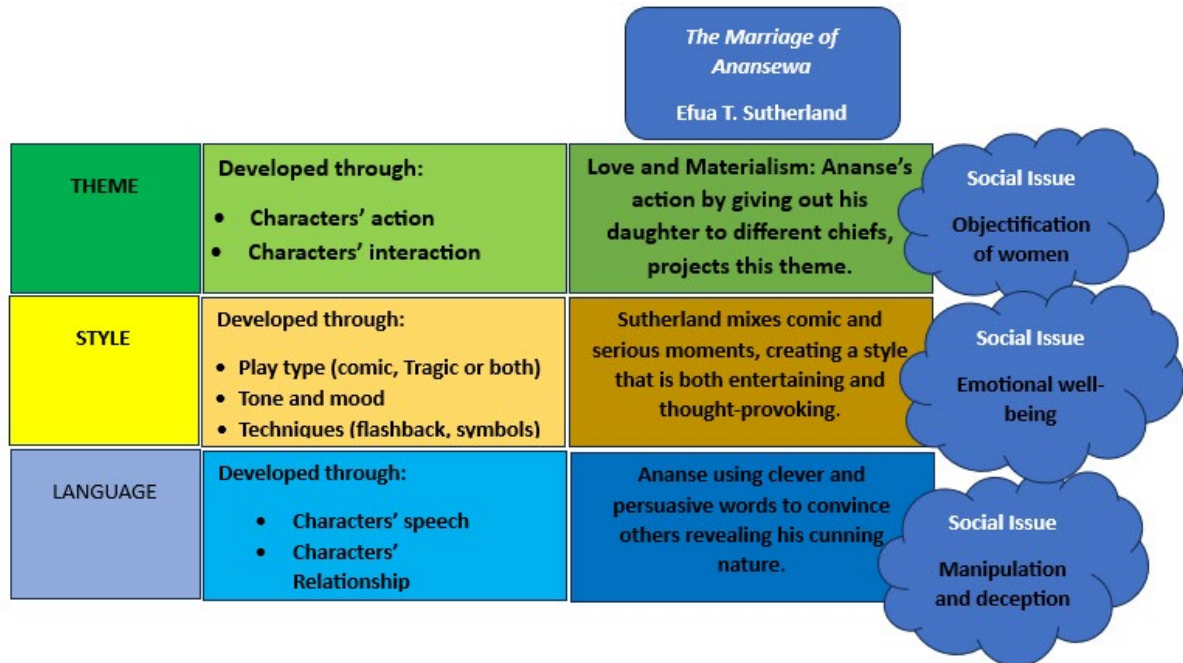 The Marriage of
Anansewa
Efua T. Sutherland
THEME
Developed through:
• Characters’ action
• Characters’ interaction
Love and Materialism: Ananse’s
action by giving out his
daughter to different chiefs,
projects this theme.
Social Issue
Objectification
of women
STYLE
Developed through:
• Play type (comic, Tragic or both)
• Tone and mood
• Techniques (flashback, symbols)
Sutherland mixes comic and
serious moments, creating a style
that is both entertaining and
thought-provoking.
Social Issue
Emotional well-
being
LANGUAGE
Developed through:
• Characters’ speech
• Characters’
Relationship
Ananse using clever and
persuasive words to convince
others revealing his cunning
nature.
Social Issue
Manipulation
and deception